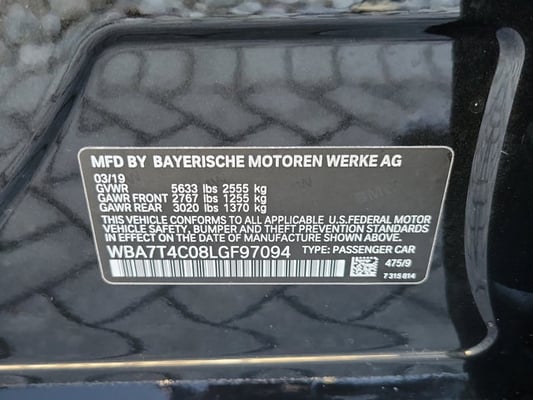 MFD BY BAYERISCHE MOTOREN WERKE AG
03/19
GVWR 5633 lbs 2555 kg
GAWR FRONT 2767 lbs 1255 kg
GAWR REAR 3020 lbs 1370 kg
THIS VEHICLE CONFORMS TO ALL APPLICABLE U.S.FEDERAL MOTOR
VEHICLE SAFETY, BUMPER AND THEFT PREVENTION STANDARDS
IN EFFECT ON THE DATE OF MANUFACTURE SHOWN ABOVE.
WBA7T4C08LGF97094 TYPE: PASSENGER CAR
475/9
7 315 814